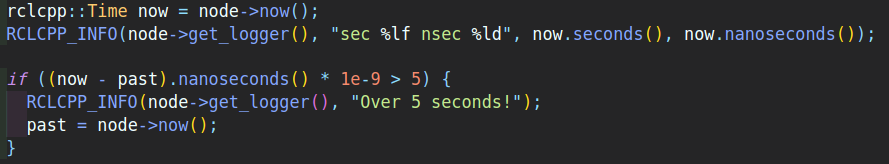 rclcpp::Time now = node->now();
RCLCPP_INFO(node->get_logger(), "sec %lf nsec %ld", now.seconds(), now.nanoseconds());
if ((now - past).nanoseconds() * 1e-9 > 5) {
RCLCPP_INFO(node->get_logger(), "Over 5 seconds!");
past = node->now();
}